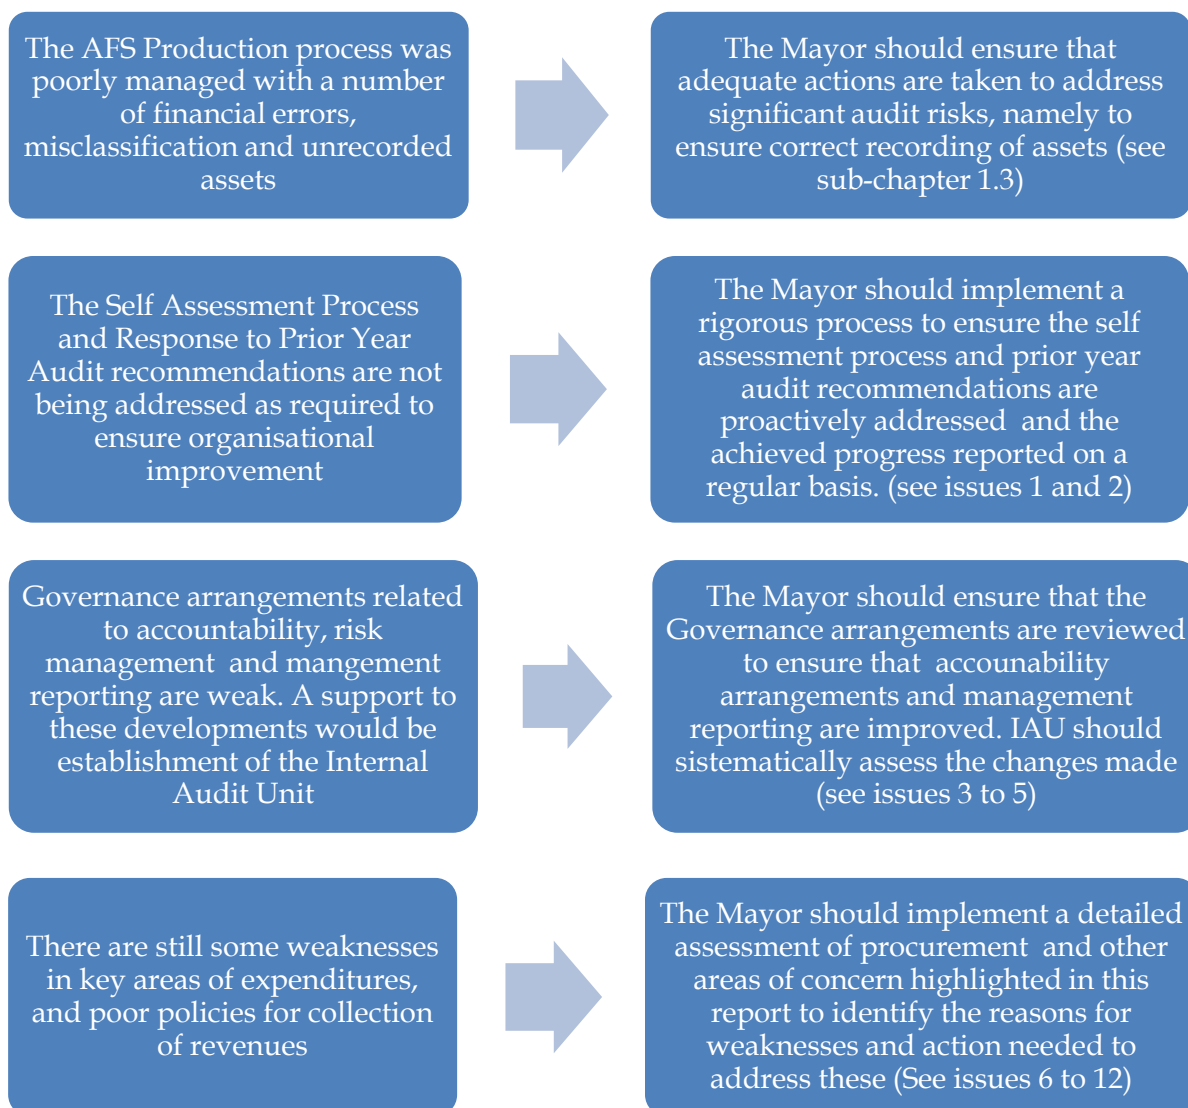 The AFS Production process was
poorly managed with a number
of financial errors,
misclassification and unrecorded
assets
The Mayor should ensure that
adequate actions are taken to address
significant audit risks, namely to
ensure correct recording of assets (see
sub-chapter 1.3)
The Self Assessment Process
and Response to Prior Year
Audit recommendations are not
being addressed as required to
ensure organisational
improvement
The Mayor should implement a
rigorous process to ensure the self
assessment process and prior year
audit recommendations are
proactively addressed and the
achieved progress reported on a
regular basis. (see issues 1 and 2)
Governance arrangements related
to accountability, risk
management and mangement
reporting are weak. A support to
these developments would be
establishment of the Internal
Audit Unit
The Mayor should ensure that the
Governance arrangements are reviewed
to ensure that accounability
arrangements and management
reporting are improved. IAU should
sistematically assess the changes made
(see issues 3 to 5)
There are still some weaknesses
in key areas of expenditures,
and poor policies for collection
of revenues
The Mayor should implement a detailed
assessment of procurement and other
areas of concern highlighted in this
report to identify the reasons for
weaknesses and action needed to
address these (See issues 6 to 12)